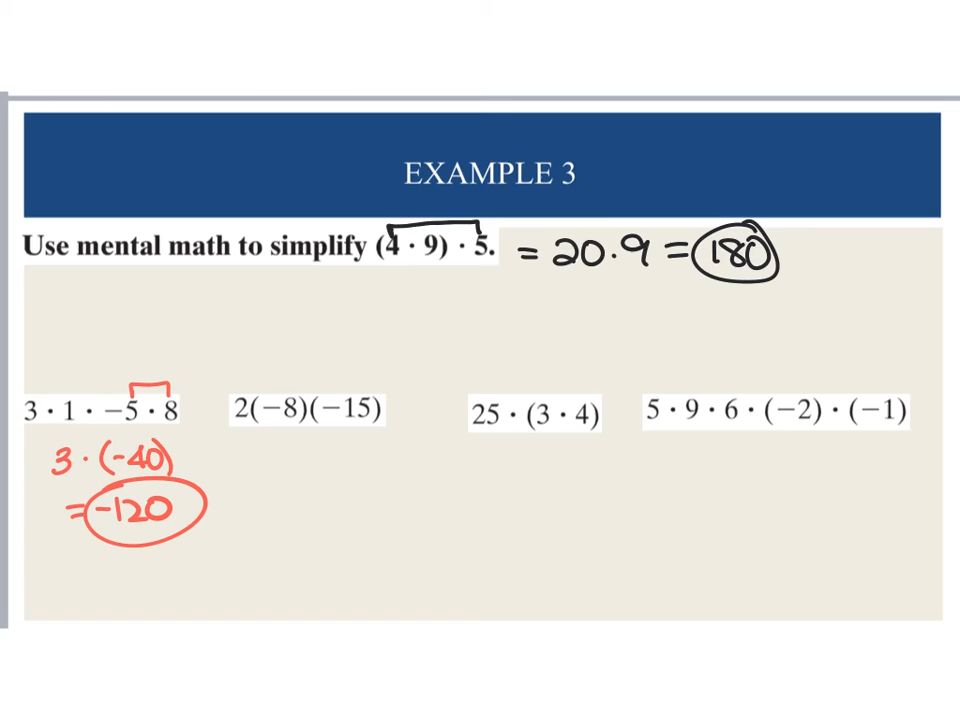 EXAMPLE 3
Use mental math to simplify (4 · 9) · 5. = 20 · 9 = 180
3 · 1 · −5 · 8
2(−8)(−15)
25 · (3 · 4)
5 · 9 · 6 · (−2) · (−1)
3 · (-40)
= -120